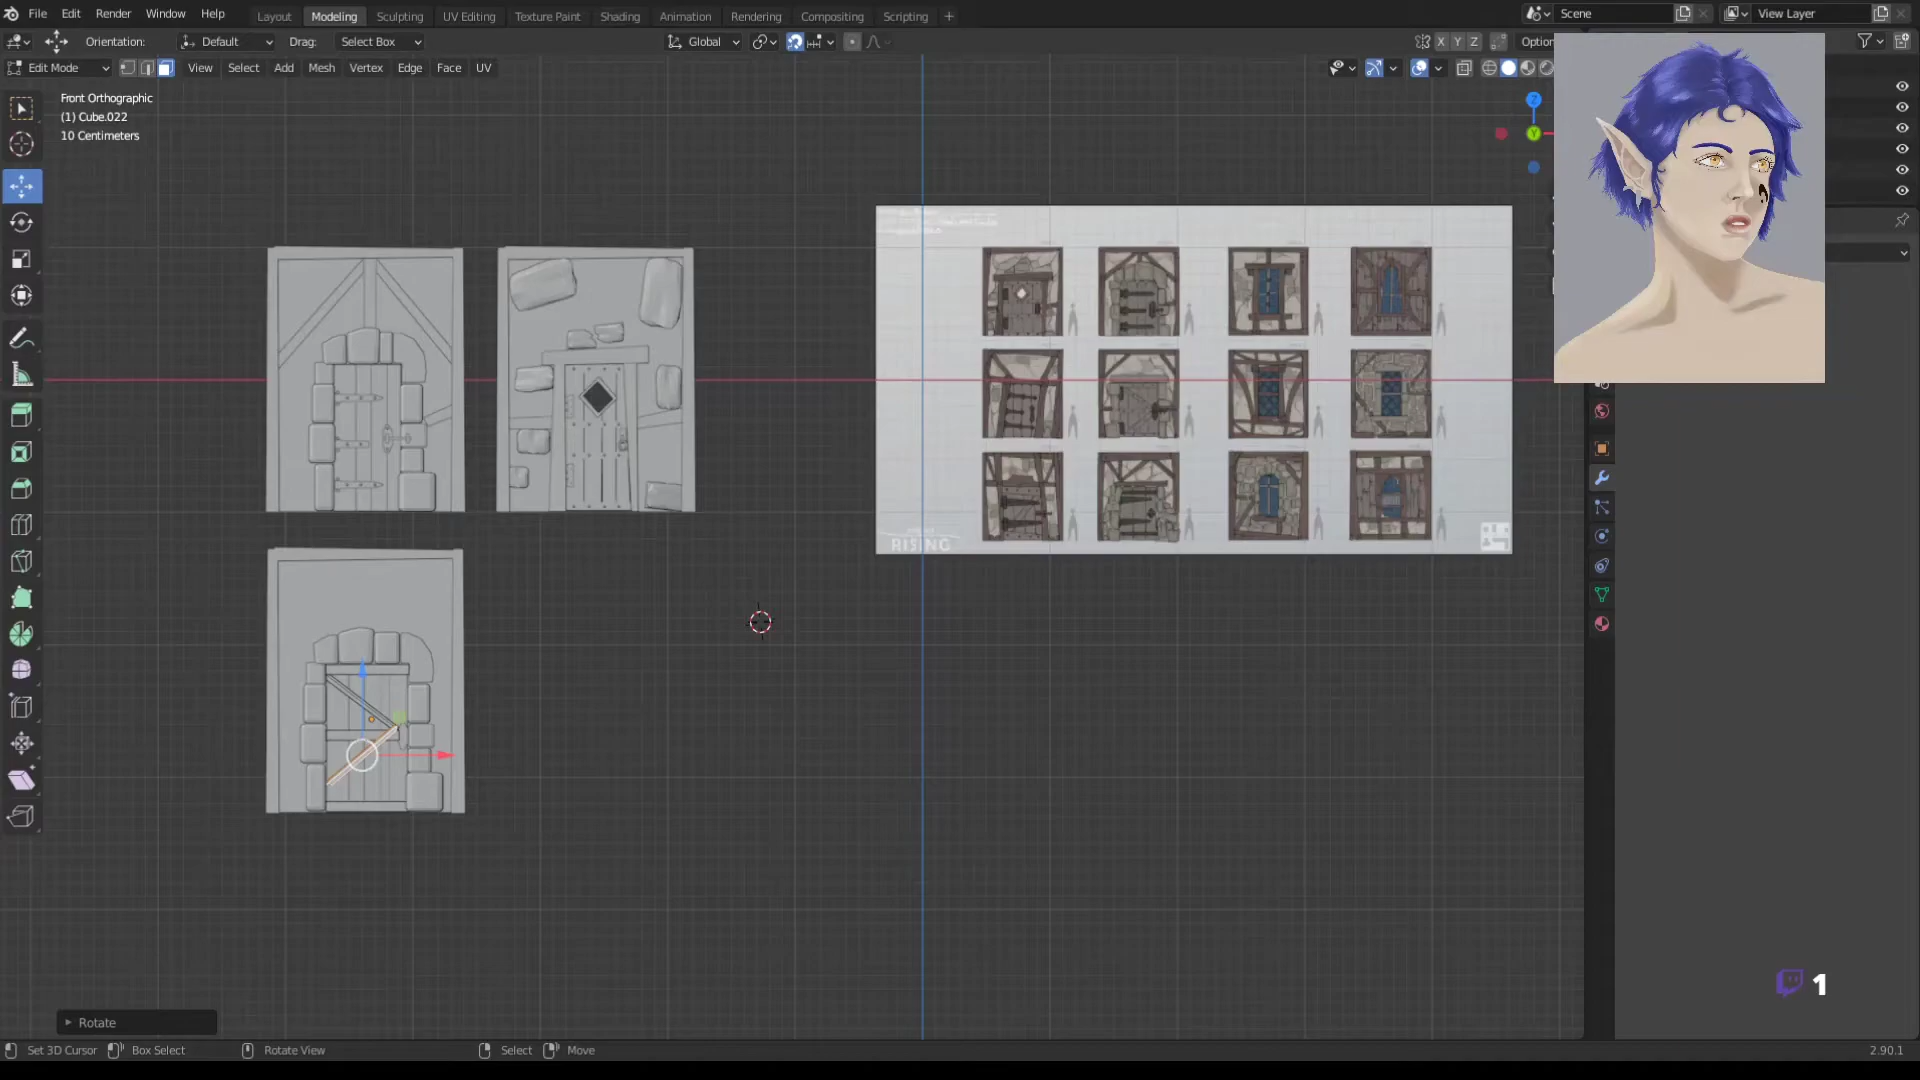 File Edit Render Window Help
Layout Modeling Sculpting UV Editing Texture Paint Shading Animation Rendering Compositing Scripting +
Scene
View Layer
Orientation: Default Drag: Select Box
Global
X Y Z
Option
Edit Mode
View Select Add Mesh Vertex Edge Face UV
Front Orthographic
(1) Cube.022
10 Centimeters
Z
Y
RISING
1
Rotate
Set 3D Cursor Box Select Rotate View Select Move
2.90.1